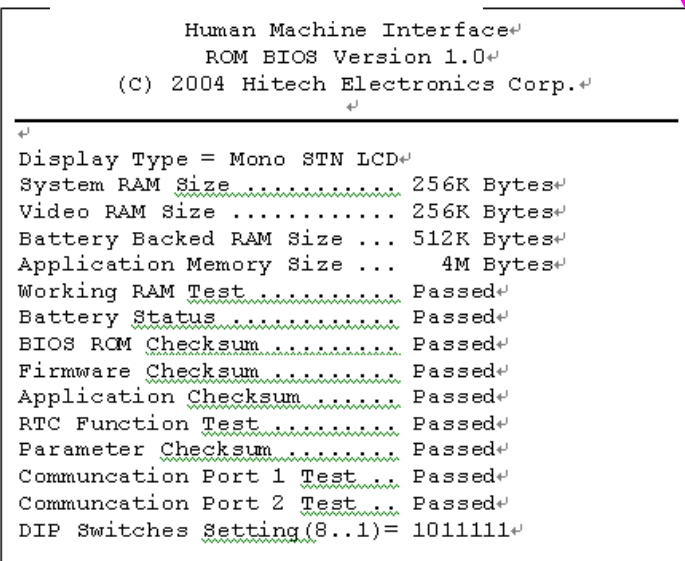 Human Machine Interface
ROM BIOS Version 1.0
(C) 2004 Hitech Electronics Corp.
Display Type = Mono STN LCD
System RAM Size ........... 256K Bytes
Video RAM Size ............ 256K Bytes
Battery Backed RAM Size ... 512K Bytes
Application Memory Size ... 4M Bytes
Working RAM Test .......... Passed
Battery Status ............ Passed
BIOS ROM Checksum ......... Passed
Firmware Checksum ......... Passed
Application Checksum ...... Passed
RTC Function Test ......... Passed
Parameter Checksum ........ Passed
Communcation Port 1 Test .. Passed
Communcation Port 2 Test .. Passed
DIP Switches Setting(8..1)= 1011111